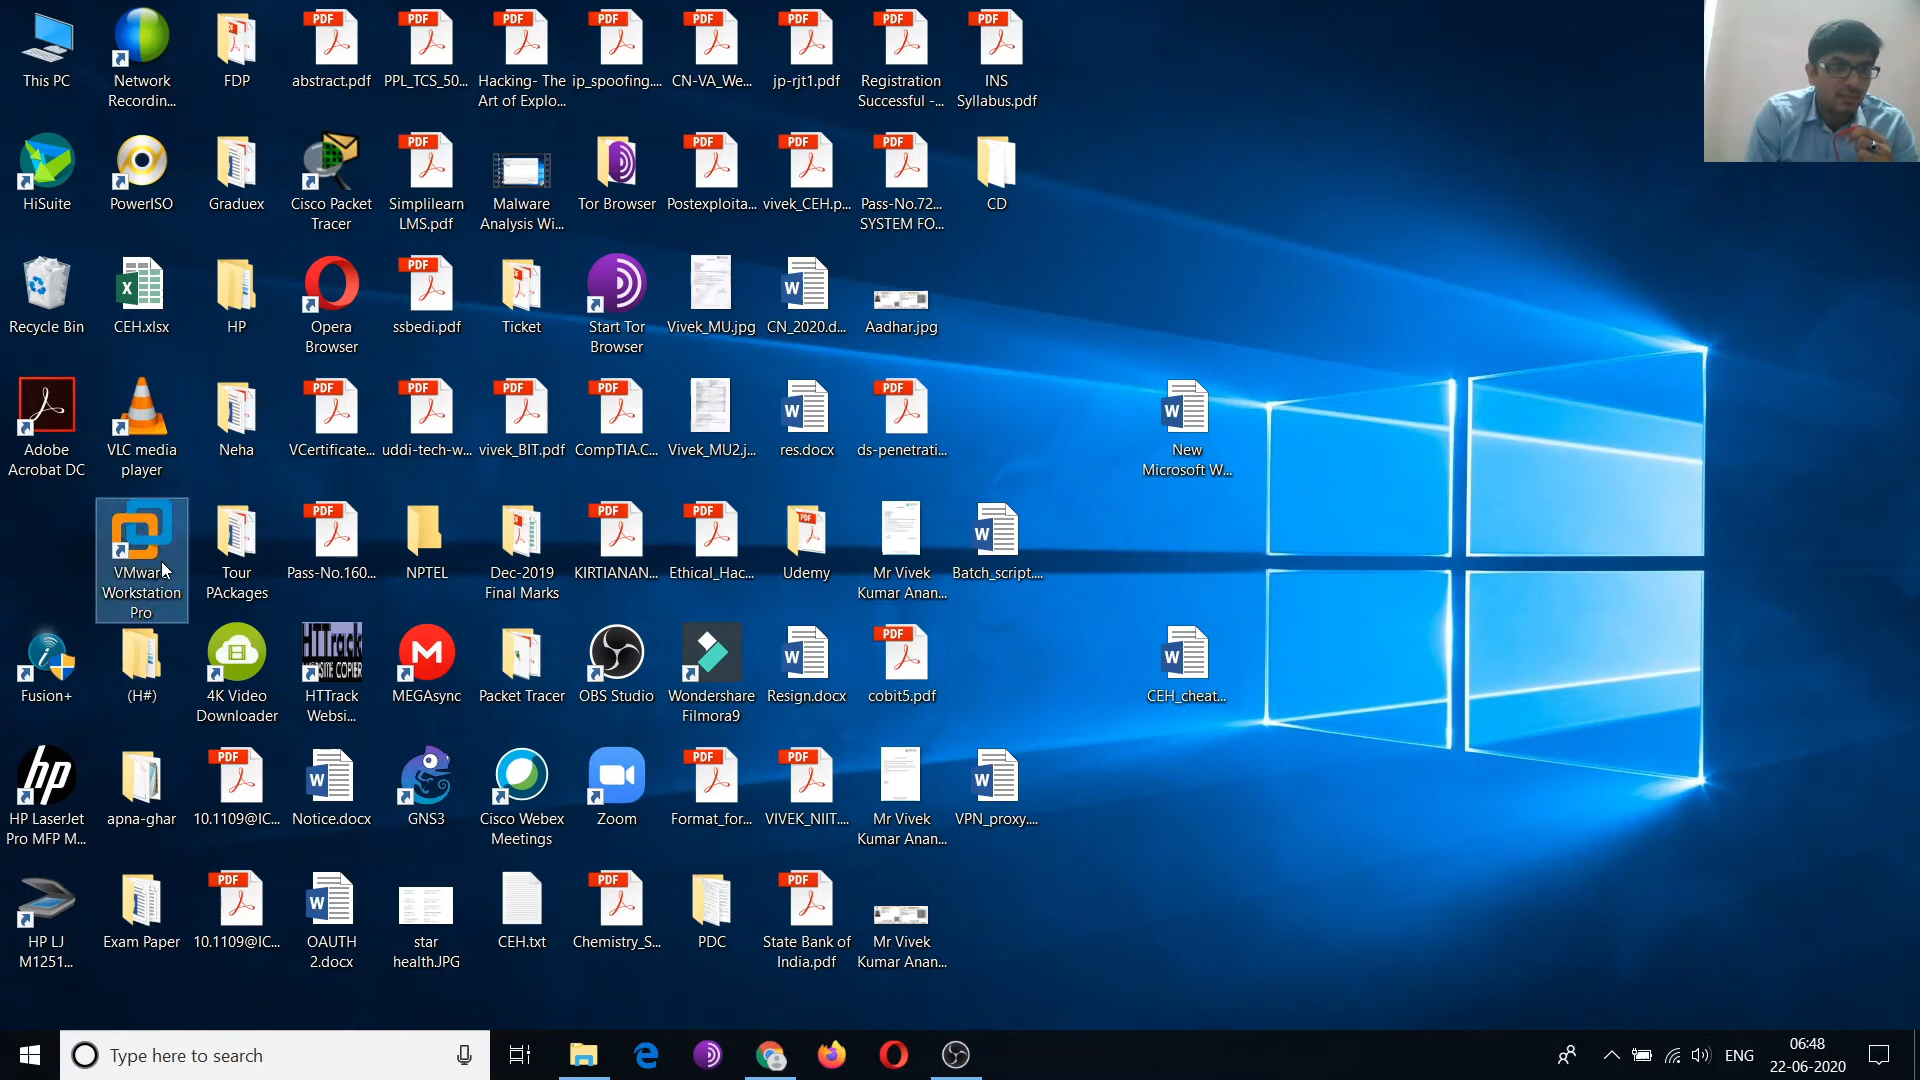 This PC
Network
Recordin...
FDP
abstract.pdf
PPL_TCS_50...
Hacking- The
Art of Explo...
ip_spoofing....
CN-VA_We...
jp-rjt1.pdf
Registration
Successful -...
INS
Syllabus.pdf
HiSuite
PowerISO
Graduex
Cisco Packet
Tracer
Simplilearn
LMS.pdf
Malware
Analysis Wi...
Tor Browser
Postexploita...
vivek_CEH.p...
Pass-No.72...
SYSTEM FO...
CD
Recycle Bin
CEH.xlsx
HP
Opera
Browser
ssbedi.pdf
Ticket
Start Tor
Browser
Vivek_MU.jpg
CN_2020.d...
Aadhar.jpg
Adobe
Acrobat DC
VLC media
player
Neha
VCertificate...
uddi-tech-w...
vivek_BIT.pdf
CompTIA.C...
Vivek_MU2.j...
res.docx
ds-penetrati...
New
Microsoft W...
VMware
Workstation
Pro
Tour
PAckages
Pass-No.160...
NPTEL
Dec-2019
Final Marks
KIRTIANAN...
Ethical_Hac...
Udemy
Mr Vivek
Kumar Anan...
Batch_script....
Fusion+
(H#)
4K Video
Downloader
HTTrack
Websi...
MEGAsync
Packet Tracer
OBS Studio
Wondershare
Filmora9
Resign.docx
cobit5.pdf
CEH_cheat...
HP LaserJet
Pro MFP M...
apna-ghar
10.1109@IC...
Notice.docx
GNS3
Cisco Webex
Meetings
Zoom
Format_for...
VIVEK_NIIT....
Mr Vivek
Kumar Anan...
VPN_proxy....
HP LJ
M1251...
Exam Paper
10.1109@IC...
OAUTH
2.docx
star
health.JPG
CEH.txt
Chemistry_S...
PDC
State Bank of
India.pdf
Mr Vivek
Kumar Anan...
Type here to search
ENG
06:48
22-06-2020